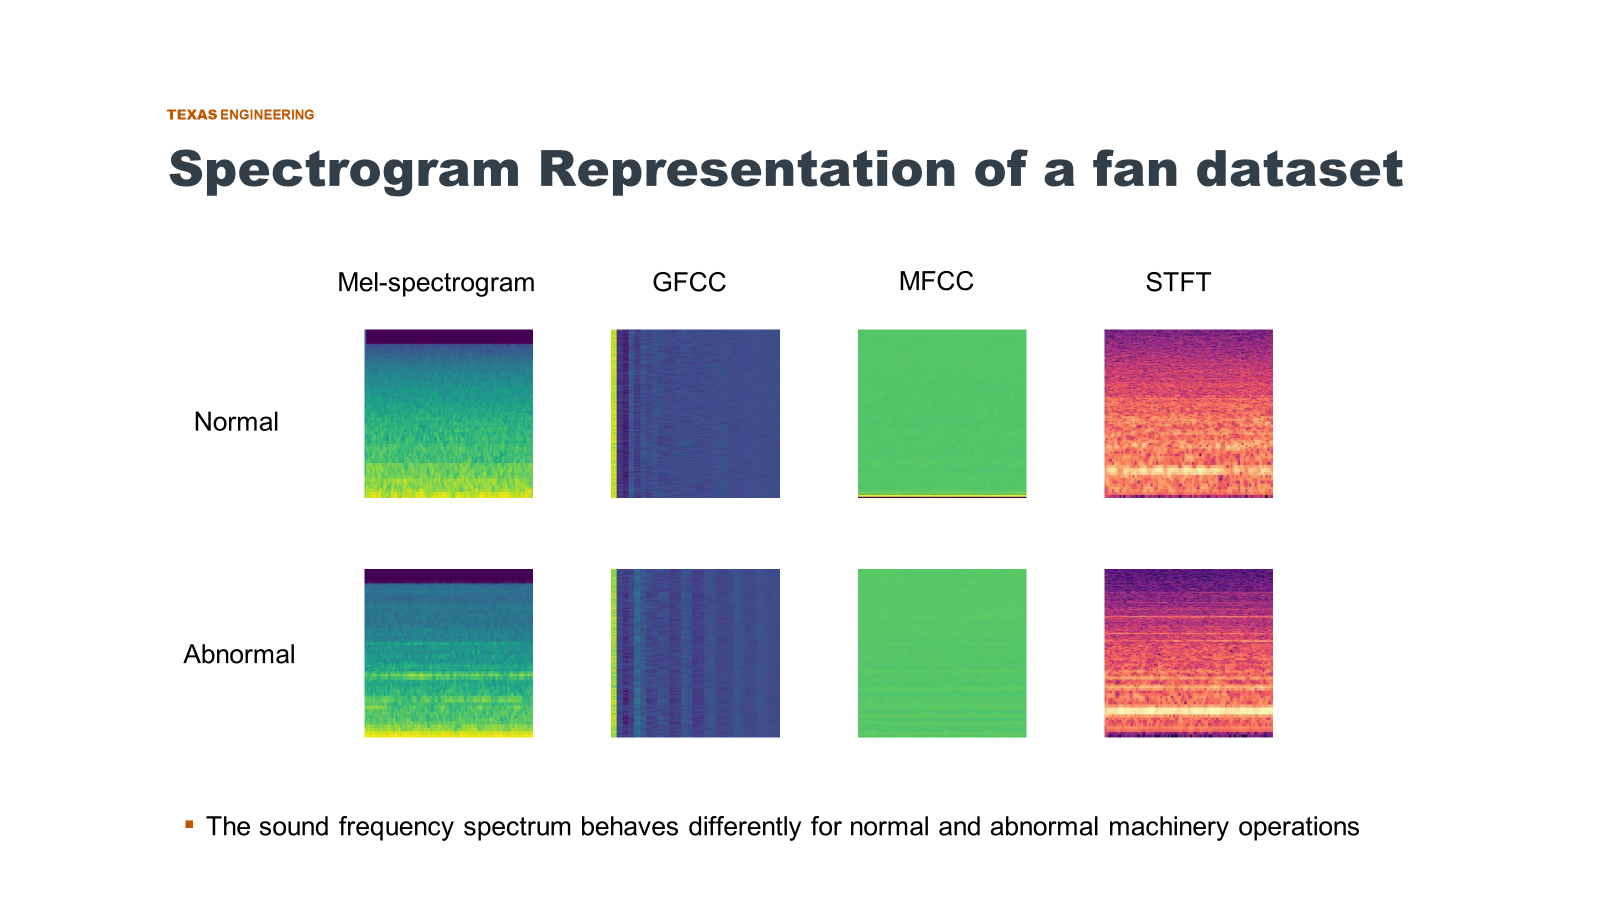 TEXAS ENGINEERING
Spectrogram Representation of a fan dataset
Mel-spectrogram GFCC MFCC STFT
Normal
Abnormal
▪ The sound frequency spectrum behaves differently for normal and abnormal machinery operations